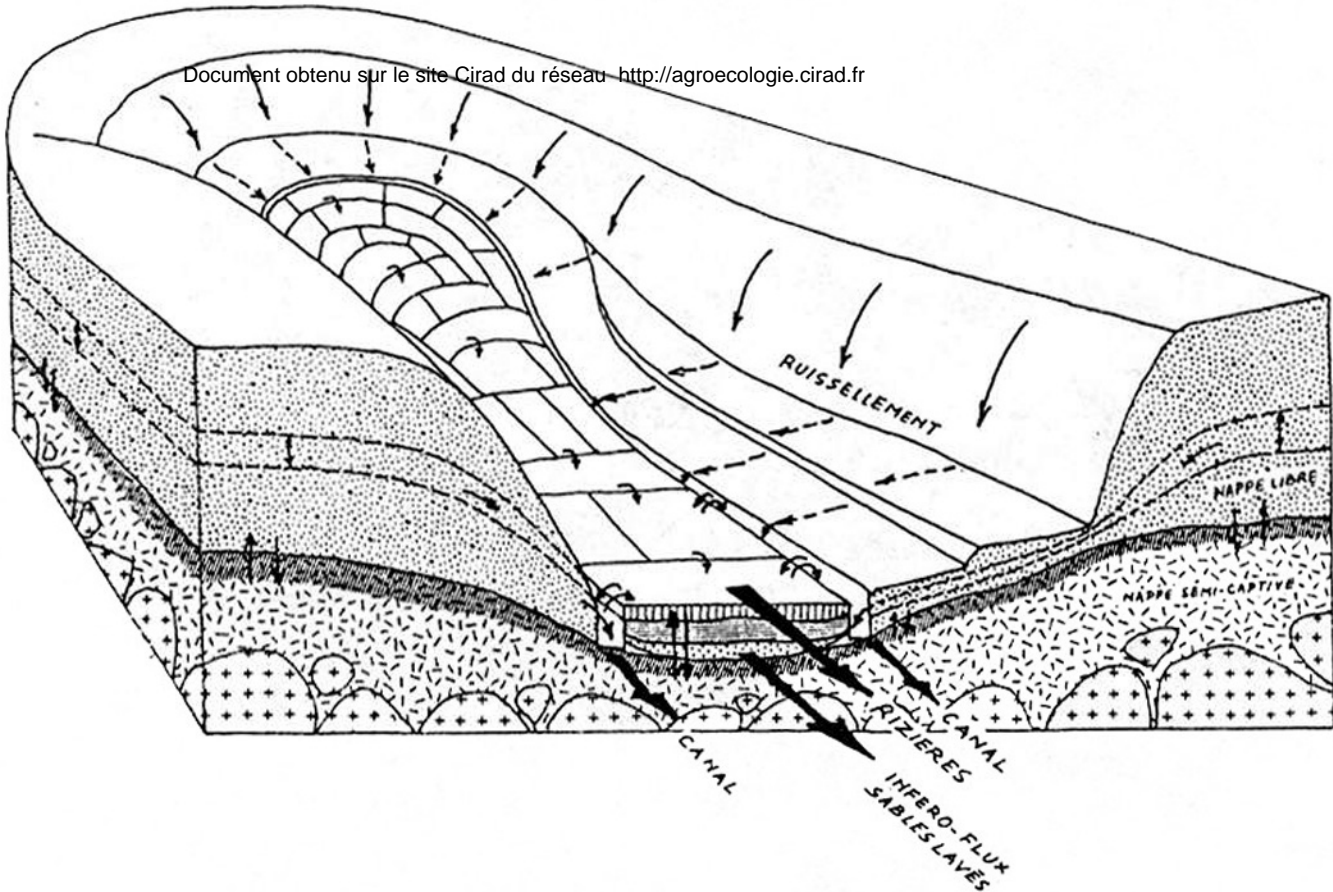 Document obtenu sur le site Cirad du réseau http://agroecologie.cirad.fr
RUISSELLEMENT
NAPPE LIBRE
NAPPE SEMI-CAPTIVE
CANAL
RIZIERES
CANAL
INFERO-FLUX
SABLES LAVÉS